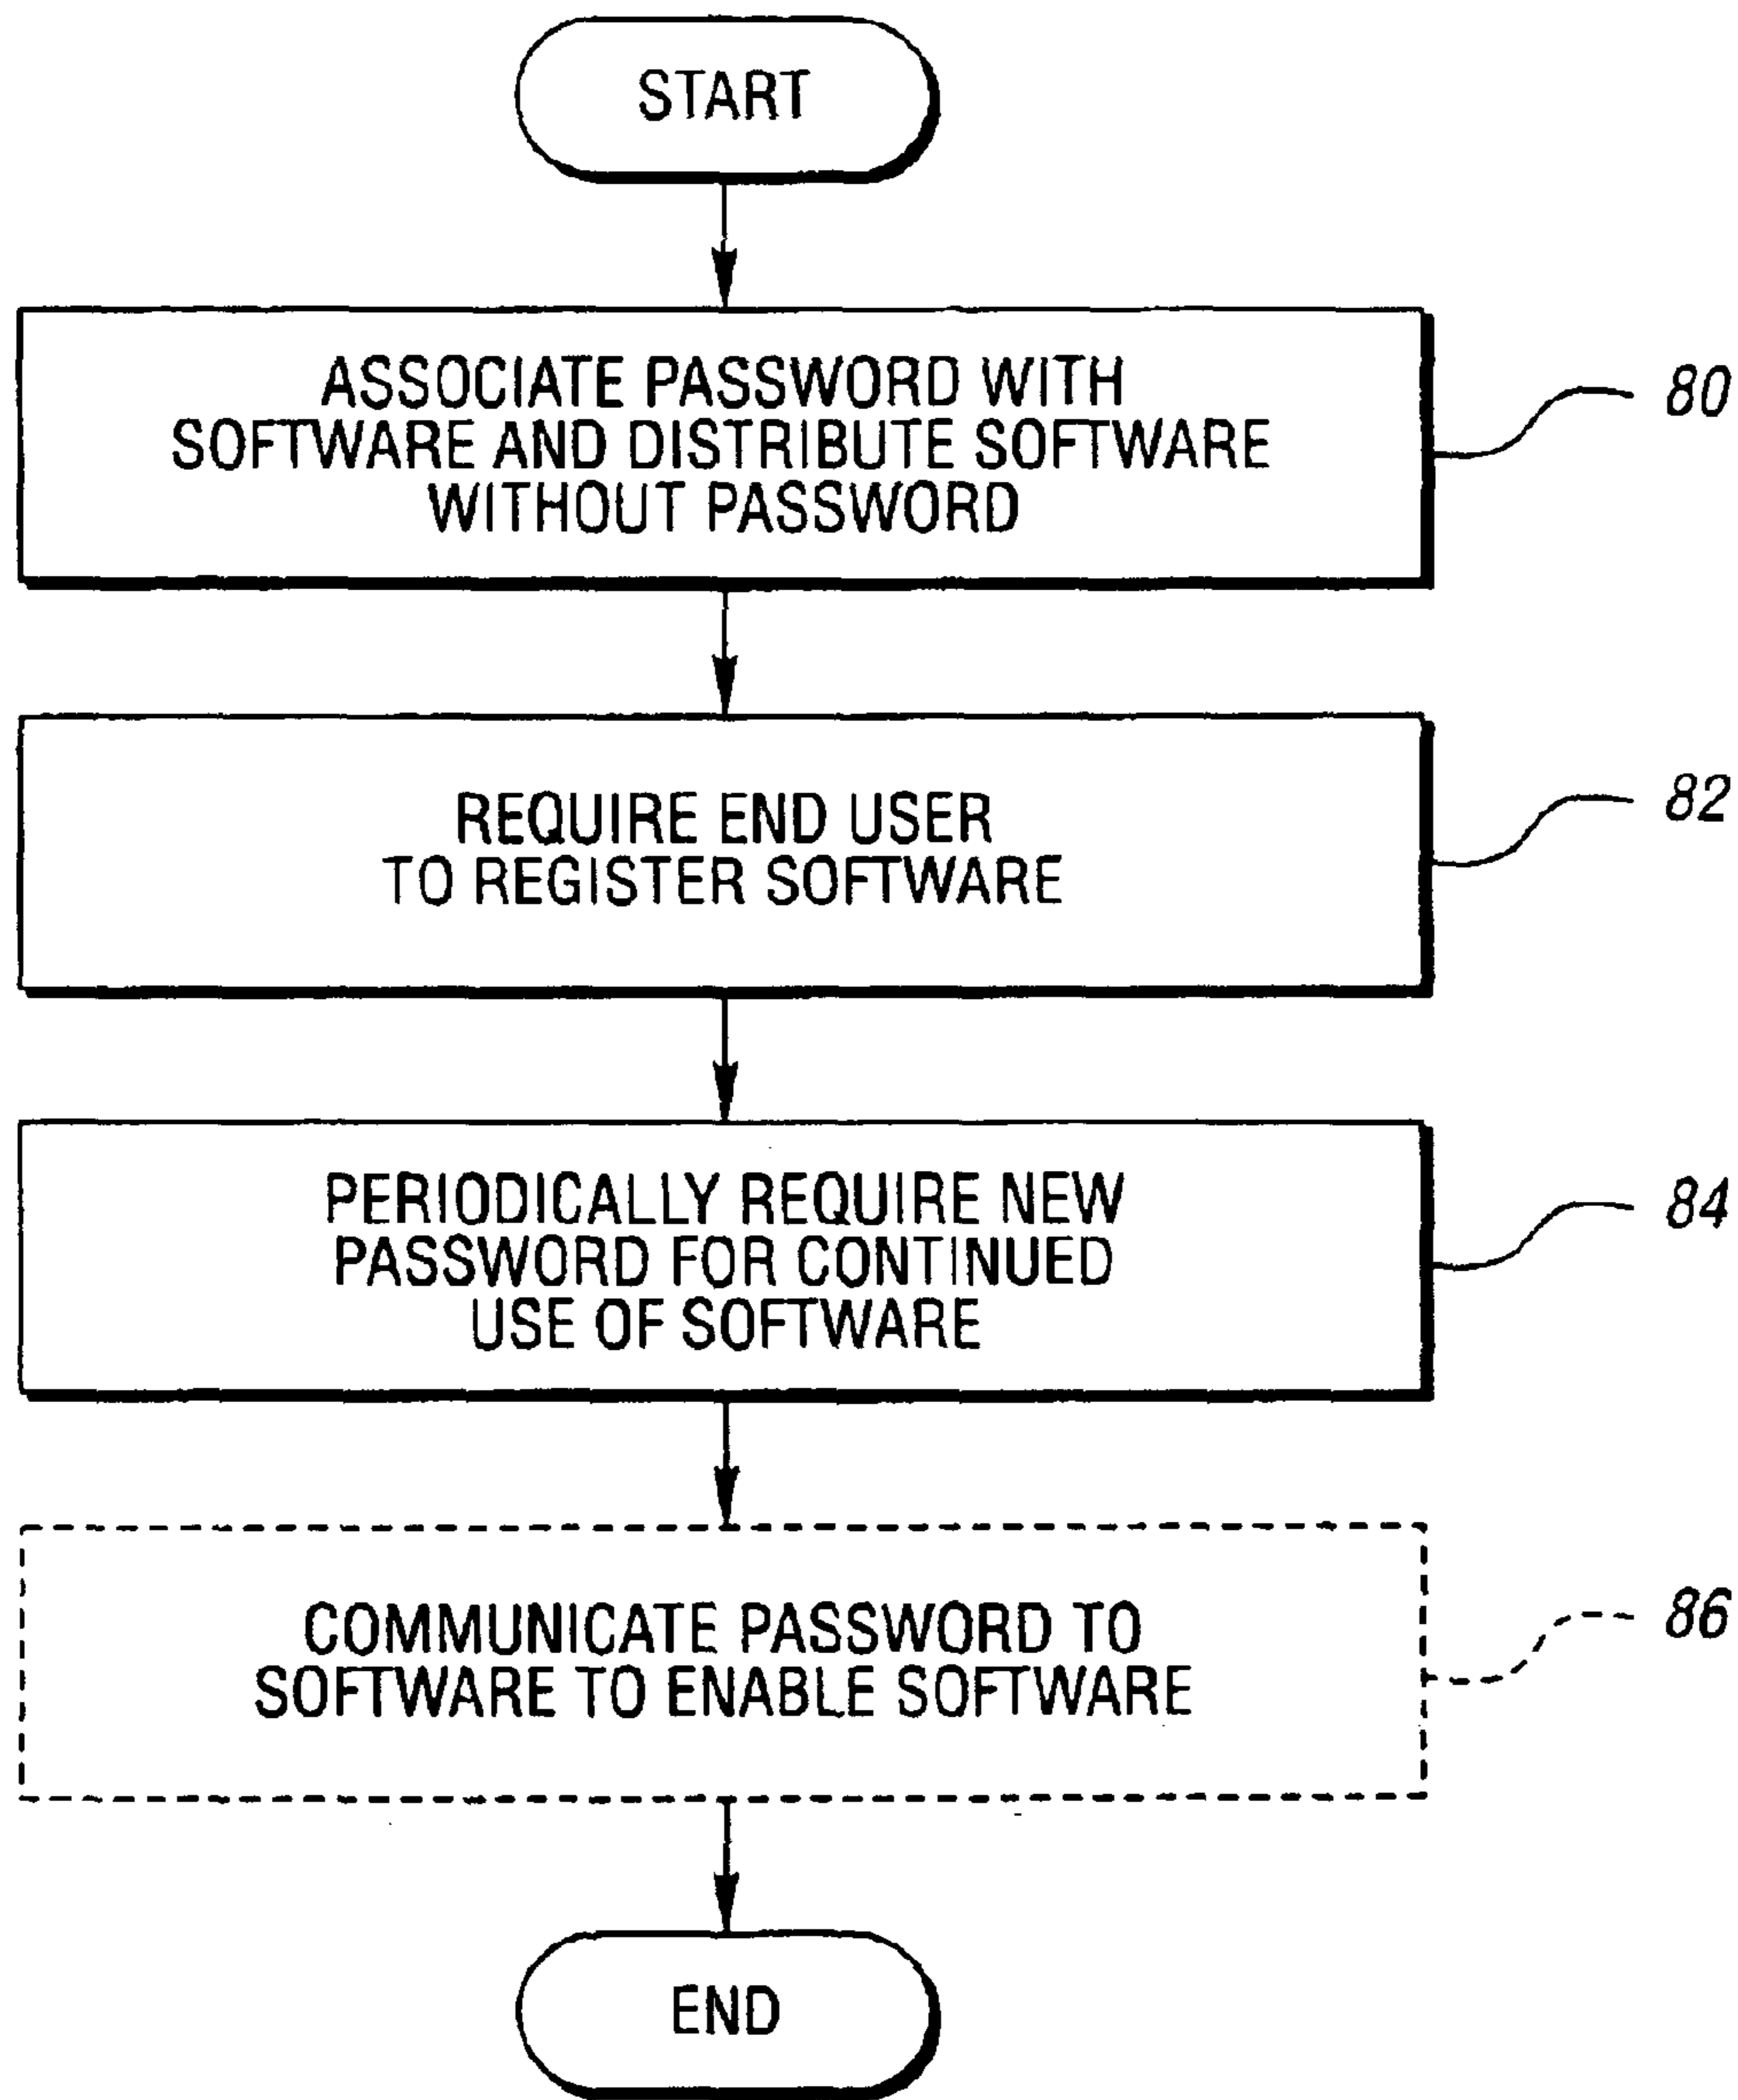 START
ASSOCIATE PASSWORD WITH
SOFTWARE AND DISTRIBUTE SOFTWARE
WITHOUT PASSWORD
80
REQUIRE END USER
TO REGISTER SOFTWARE
82
PERIODICALLY REQUIRE NEW
PASSWORD FOR CONTINUED
USE OF SOFTWARE
84
COMMUNICATE PASSWORD TO
SOFTWARE TO ENABLE SOFTWARE
86
END